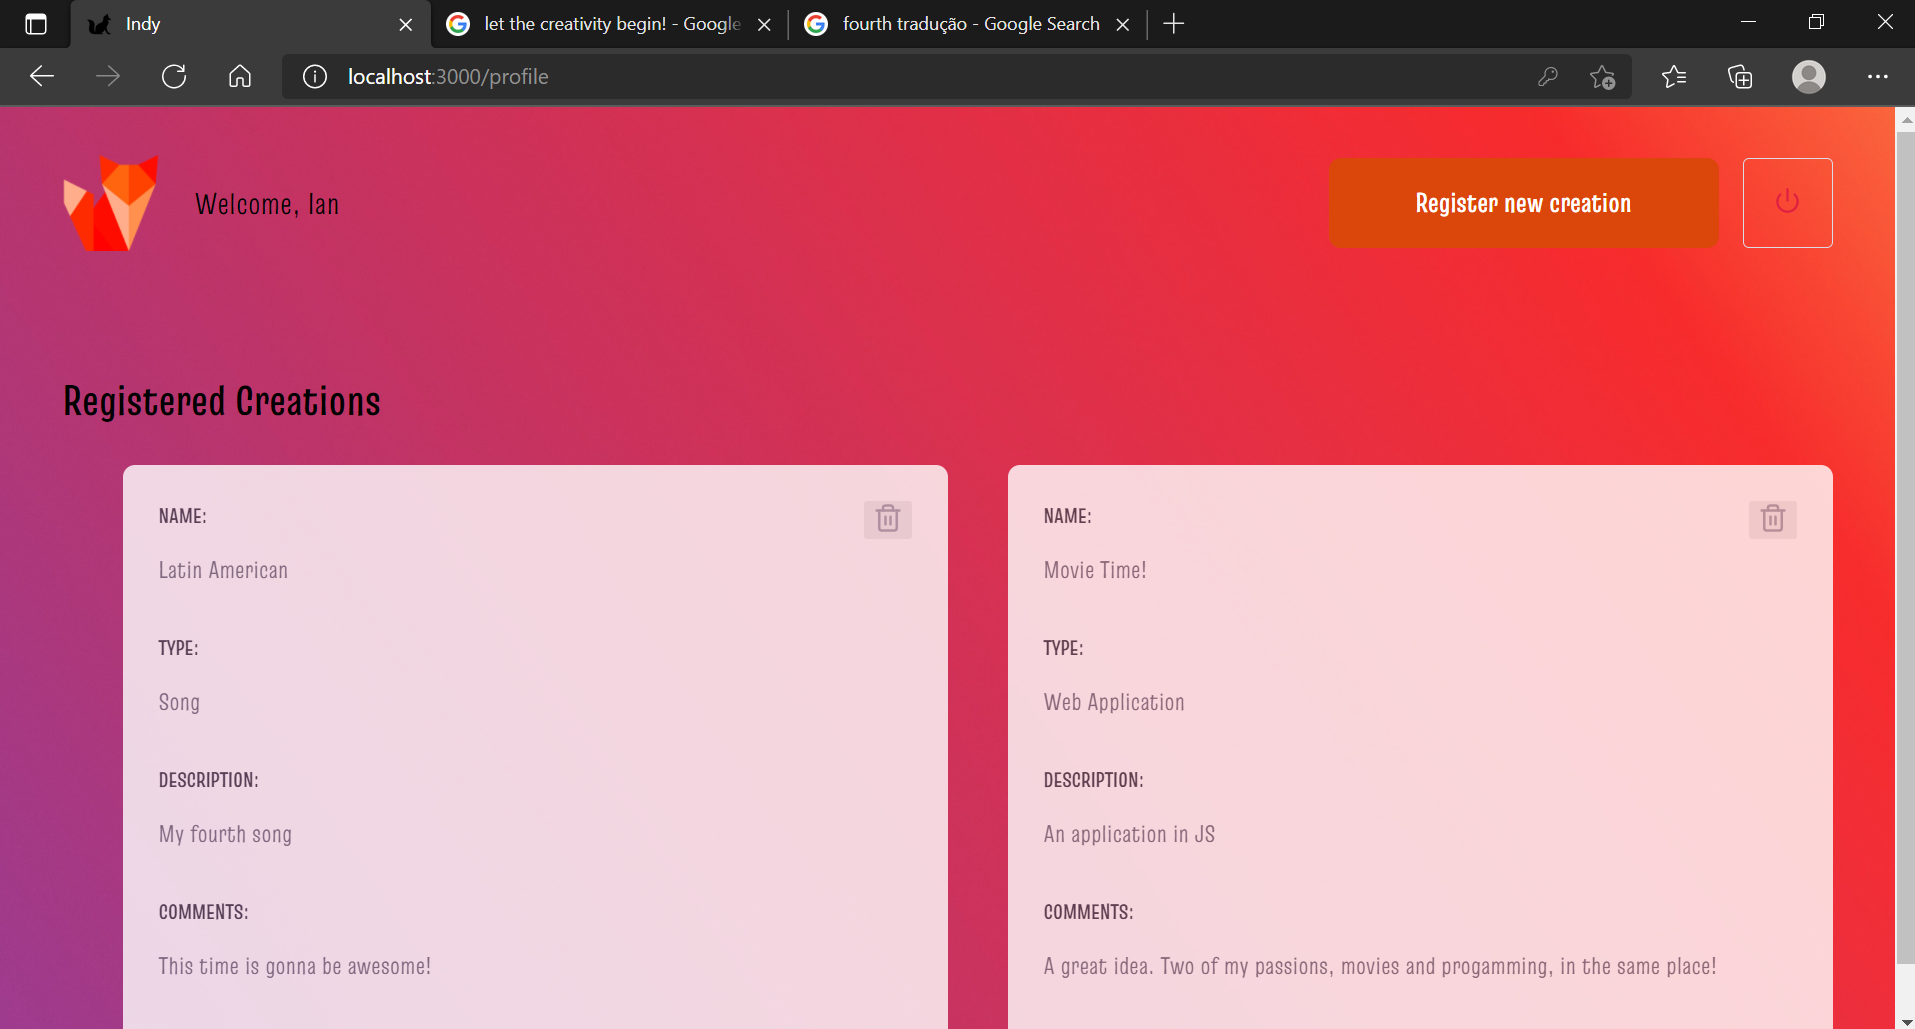 Indy
let the creativity begin! - Google
fourth tradução - Google Search
localhost:3000/profile
Welcome, Ian
Register new creation
Registered Creations
NAME:
Latin American
TYPE:
Song
DESCRIPTION:
My fourth song
COMMENTS:
This time is gonna be awesome!
NAME:
Movie Time!
TYPE:
Web Application
DESCRIPTION:
An application in JS
COMMENTS:
A great idea. Two of my passions, movies and progamming, in the same place!